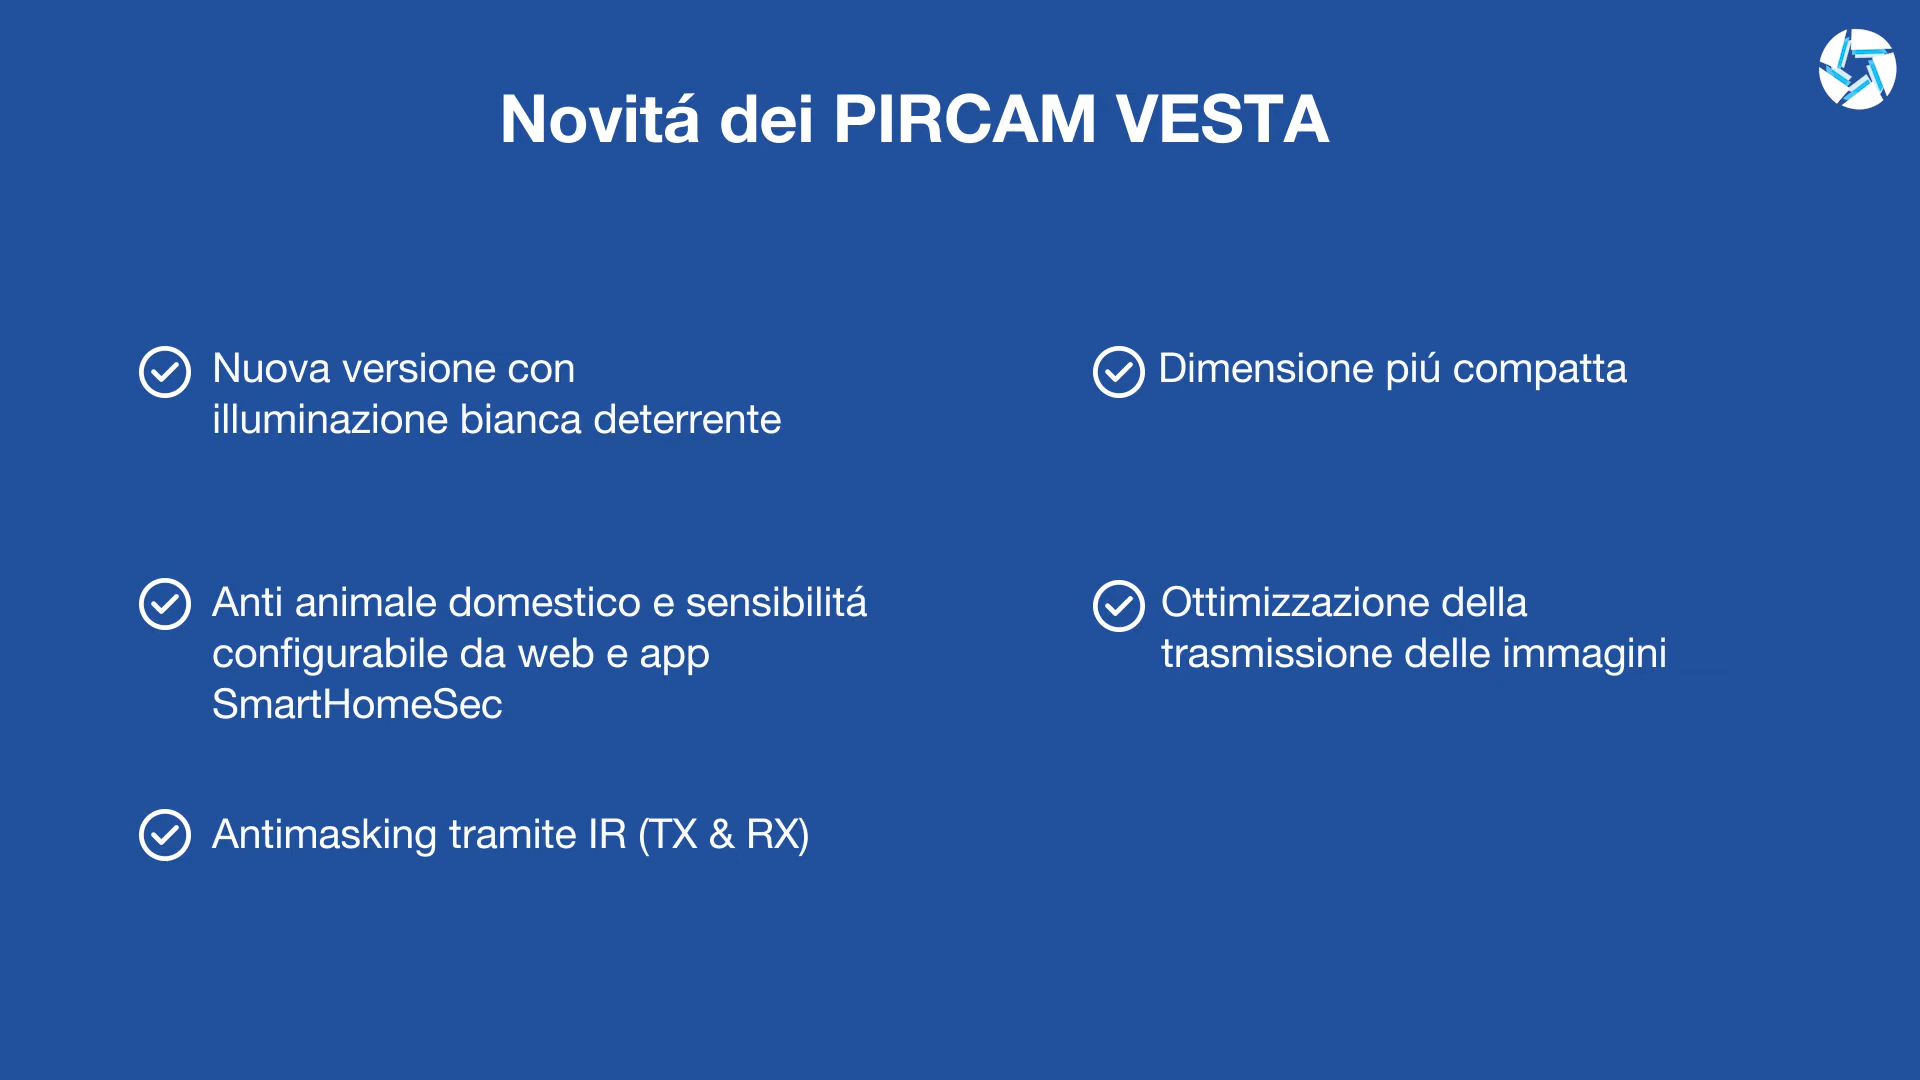 Novitá dei PIRCAM VESTA
Nuova versione con
illuminazione bianca deterrente
Dimensione piú compatta
Anti animale domestico e sensibilitá
configurabile da web e app
SmartHomeSec
Ottimizzazione della
trasmissione delle immagini
Antimasking tramite IR (TX & RX)